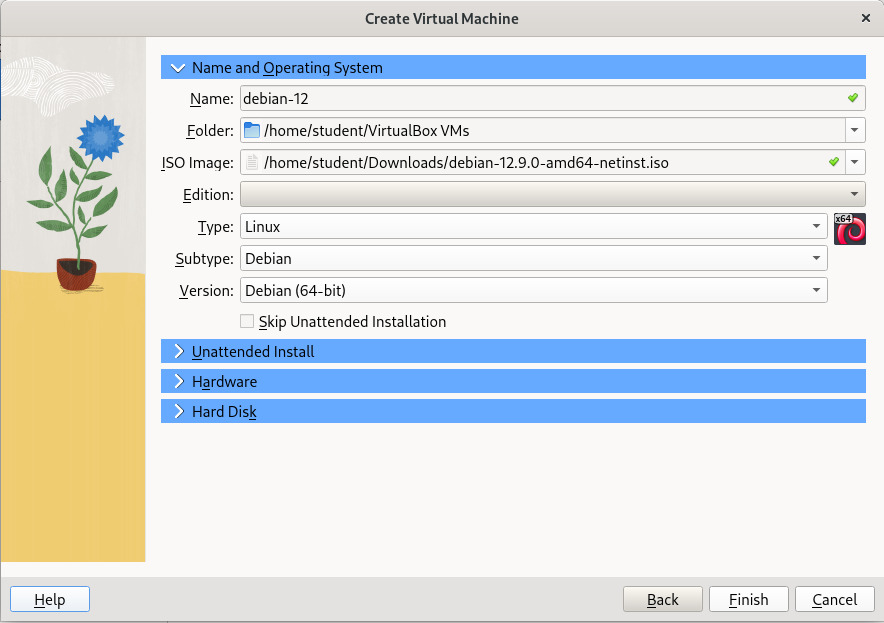 Create Virtual Machine
Name and Operating System
Name: debian-12
Folder: /home/student/VirtualBox VMs
ISO Image: /home/student/Downloads/debian-12.9.0-amd64-netinst.iso
Edition:
Type: Linux
x64
Subtype: Debian
Version: Debian (64-bit)
Skip Unattended Installation
Unattended Install
Hardware
Hard Disk
Help Back Finish Cancel